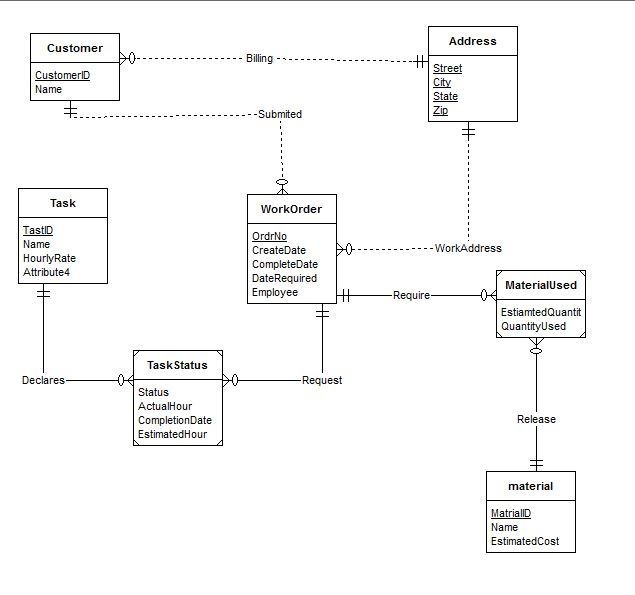 Customer
CustomerID
Name
Billing
Address
Street
City
State
Zip
Submited
Task
TastID
Name
HourlyRate
Attribute4
WorkOrder
OrdrNo
CreateDate
CompleteDate
DateRequired
Employee
WorkAddress
MaterialUsed
EstiamtedQuantit
QuantityUsed
Require
TaskStatus
Status
ActualHour
CompletionDate
EstimatedHour
Declares
Request
Release
material
MatrialID
Name
EstimatedCost